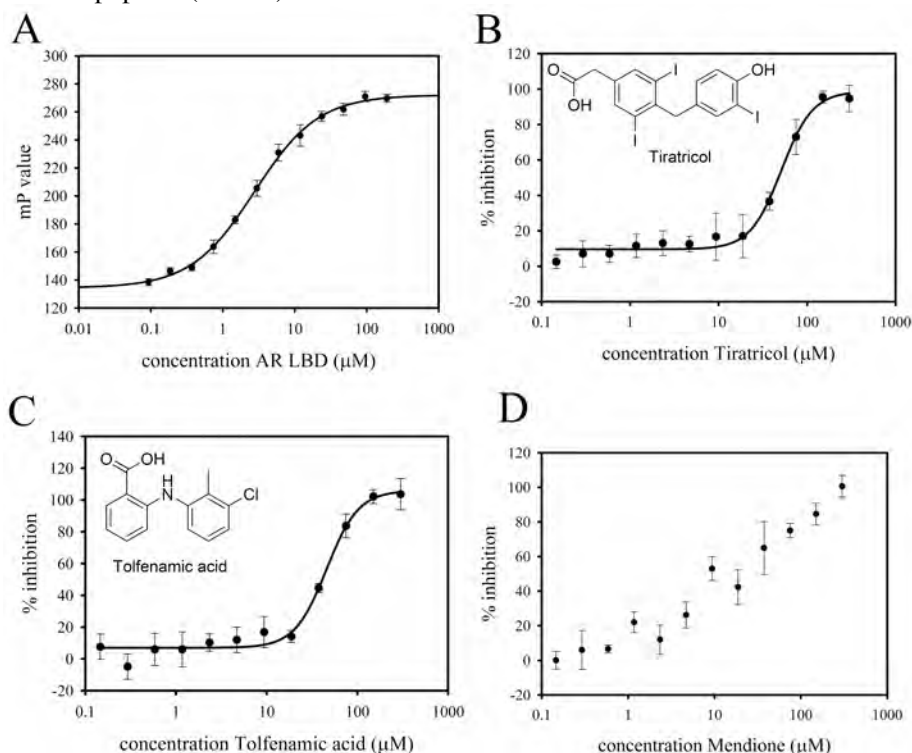 A
300
280
260
240
220
200
180
160
140
120
mP value
0.01 0.1 1 10 100 1000
concentration AR LBD (μM)
B
120
100
80
60
40
20
0
-20
% inhibition
O
OH
I
OH
I
I
Tiratricol
0.1 1 10 100 1000
concentration Tiratricol (μM)
C
140
120
100
80
60
40
20
0
-20
% inhibition
O OH
H
N
Cl
Tolfenamic acid
0.1 1 10 100 1000
concentration Tolfenamic acid (μM)
D
120
100
80
60
40
20
0
-20
% inhibition
0.1 1 10 100 1000
concentration Mendione (μM)